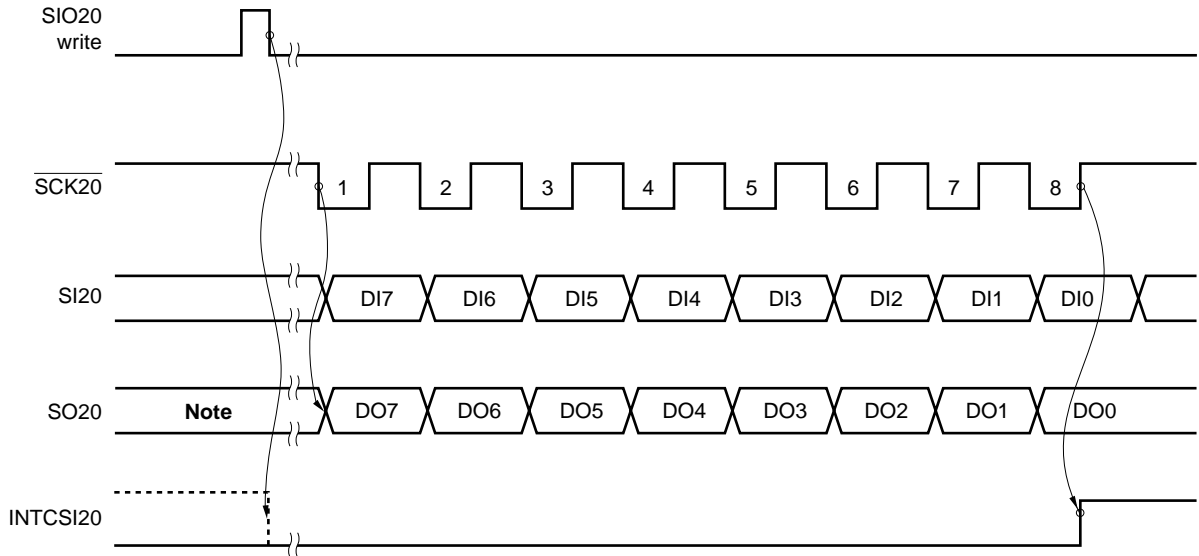 SIO20
write
SCK20
1 2 3 4 5 6 7 8
SI20
DI7 DI6 DI5 DI4 DI3 DI2 DI1 DI0
SO20
Note DO7 DO6 DO5 DO4 DO3 DO2 DO1 DO0
INTCSI20